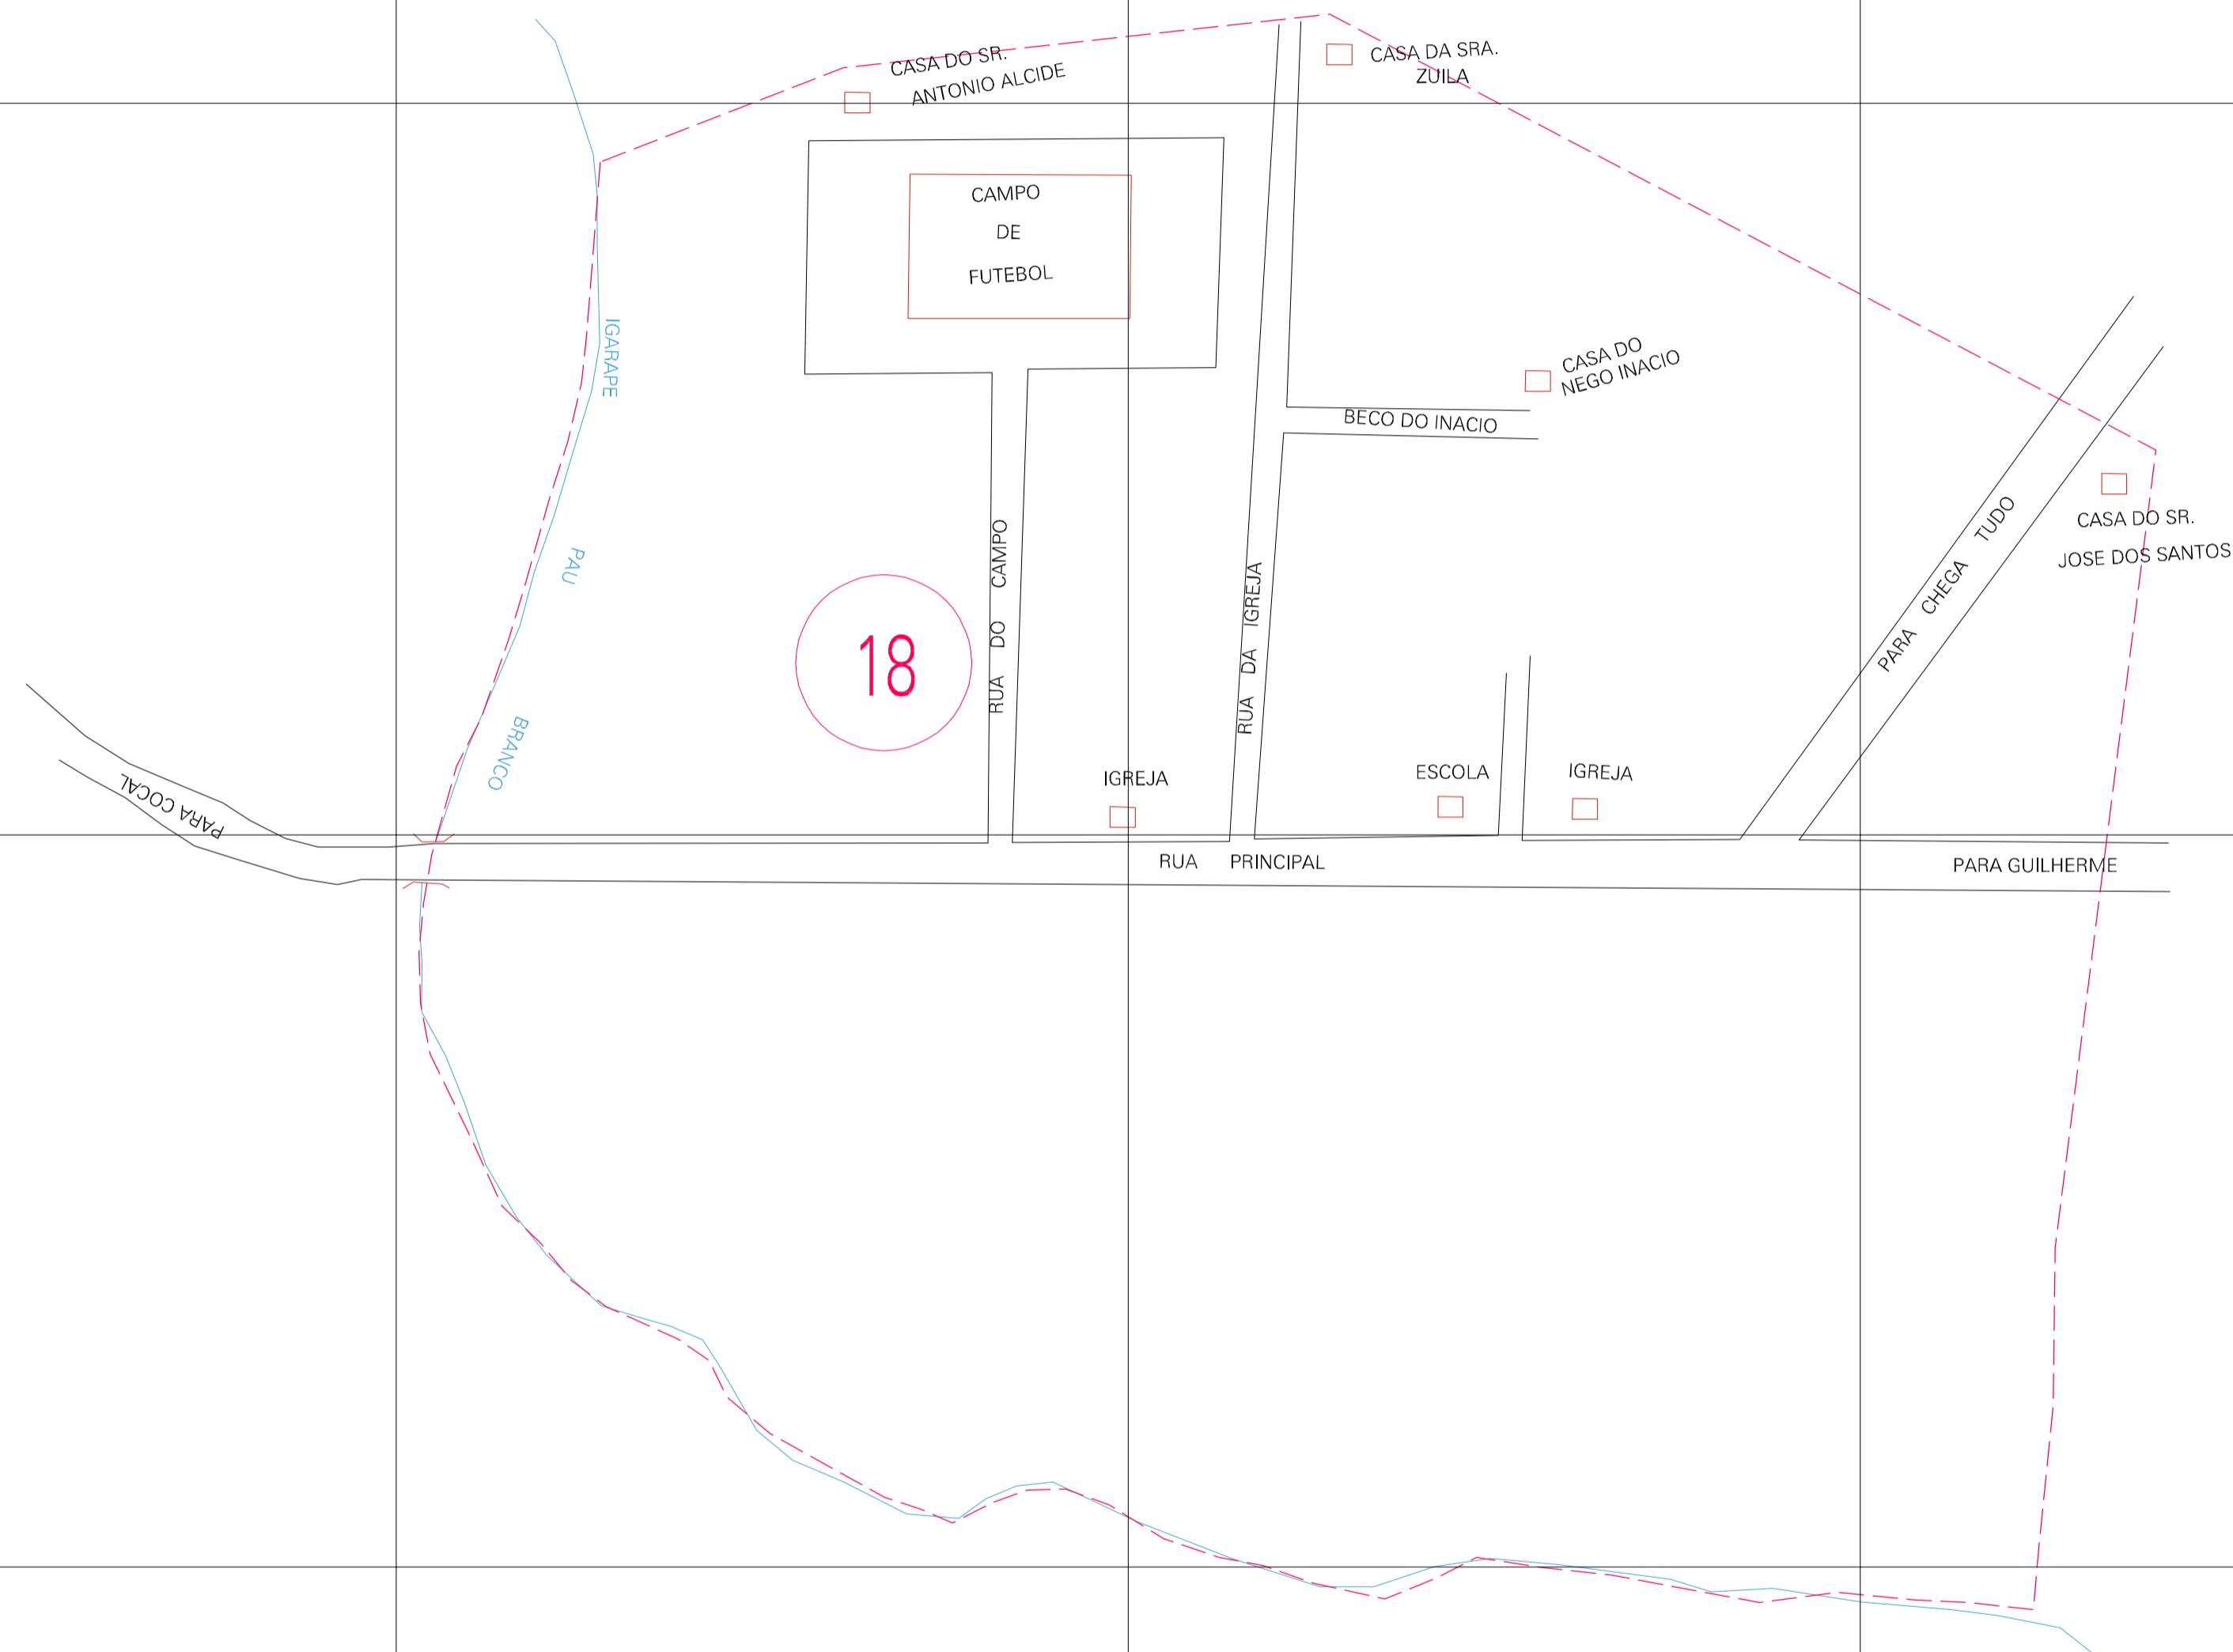 CASA DO SR.
ANTONIO ALCIDE
CASA DA SRA.
ZUILA
CAMPO
DE
FUTEBOL
IGARAPE
PAU
BRANCO
CASA DO
NEGO INACIO
BECO DO INACIO
CASA DO SR.
JOSE DOS SANTOS
PARA CHEGA TUDO
RUA DO CAMPO
RUA DA IGREJA
18
IGREJA
ESCOLA
IGREJA
PARA COCAL
RUA PRINCIPAL
PARA GUILHERME